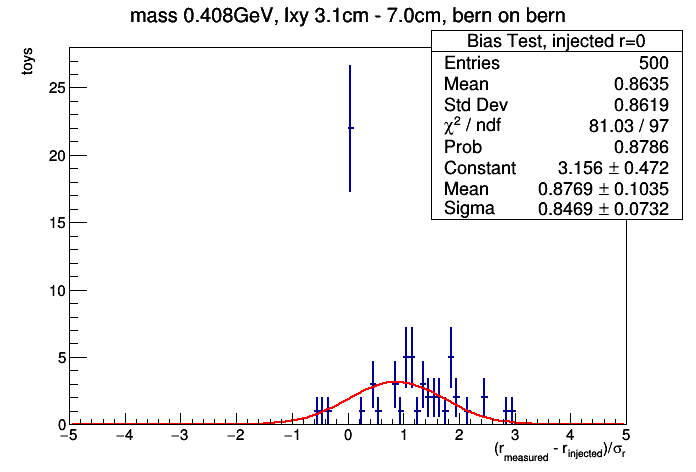 mass 0.408GeV, lxy 3.1cm - 7.0cm, bern on bern
Bias Test, injected r=0
Entries 500
Mean 0.8635
Std Dev 0.8619
χ² / ndf 81.03 / 97
Prob 0.8786
Constant 3.156 ± 0.472
Mean 0.8769 ± 0.1035
Sigma 0.8469 ± 0.0732
toys
25
20
15
10
5
0
−5 −4 −3 −2 −1 0 1 2 3 4 5
(r_measured - r_injected)/σ_r